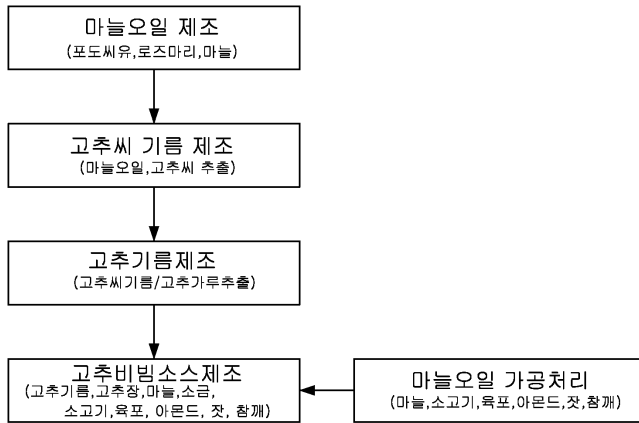 마늘오일 제조
(포도씨유,로즈마리,마늘)
고추씨 기름 제조
(마늘오일,고추씨 추출)
고추기름제조
(고추씨기름/고추가루추출)
고추비빔소스제조
(고추기름,고추장,마늘,소금,
소고기,육포, 아몬드, 잣, 참깨)
마늘오일 가공처리
(마늘,소고기,육포,아몬드,잣,참깨)